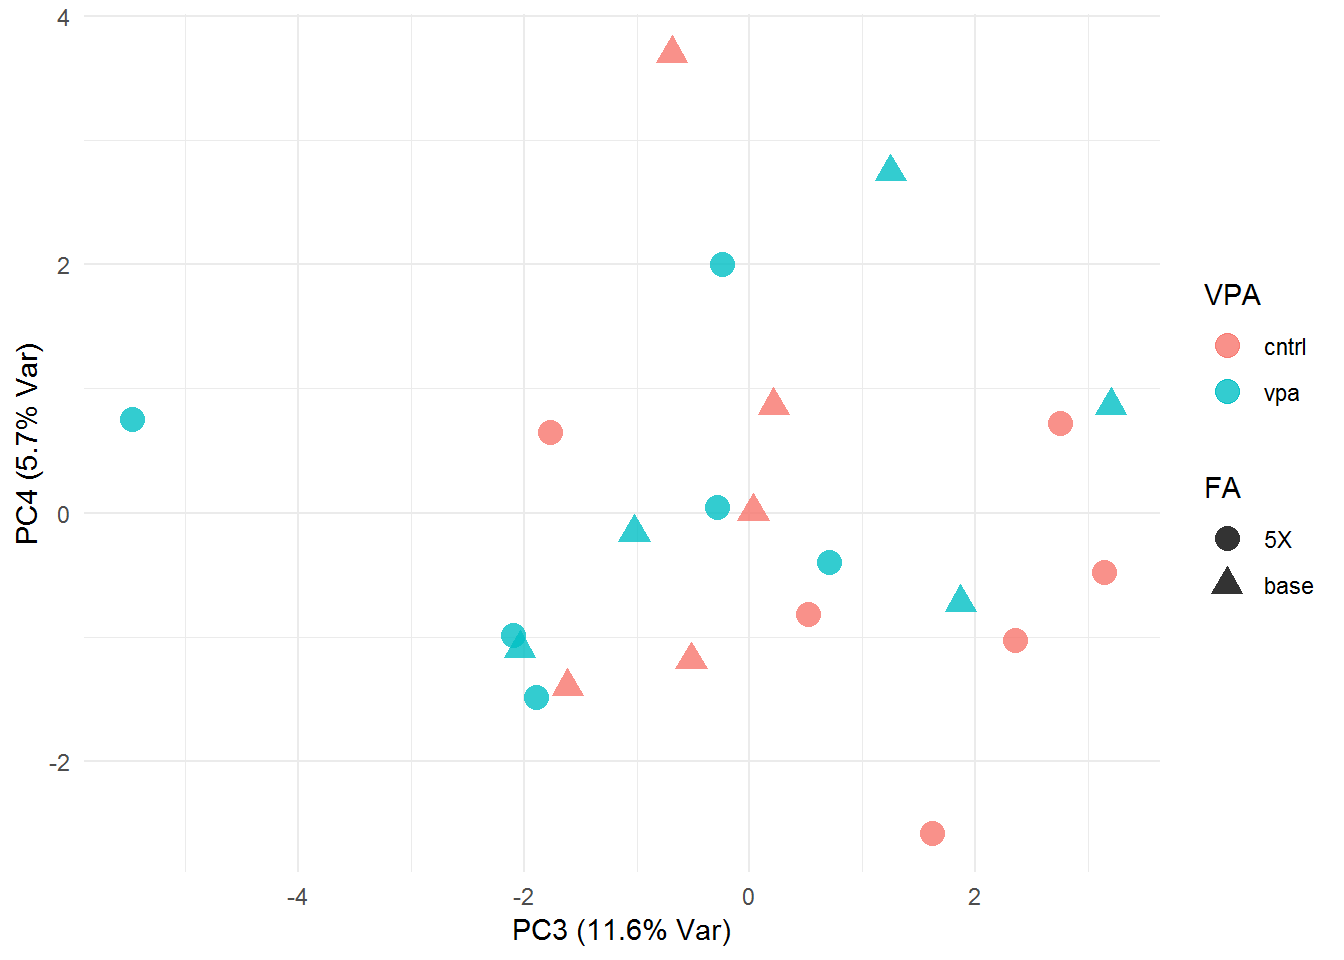 4
2
0
-2
PC4 (5.7% Var)
-4
-2
0
2
PC3 (11.6% Var)
VPA
cntrl
vpa
FA
5X
base